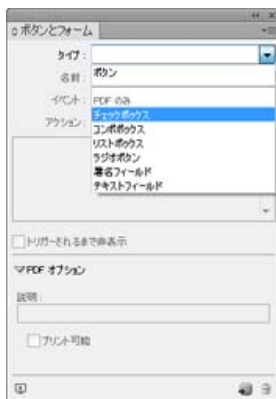 ボタンとフォーム
タイプ:
名前: ボタン
イベント: PDF のみ
アクション: チェックボックス
コンボボックス
リストボックス
ラジオボタン
署名フィールド
テキストフィールド
トリガーされるまで非表示
PDF オプション
説明:
プリント可能